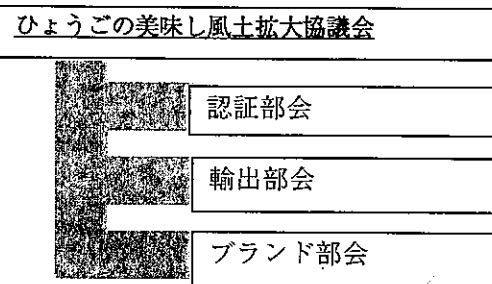 ひょうごの美味し風土拡大協議会
認証部会
輸出部会
ブランド部会